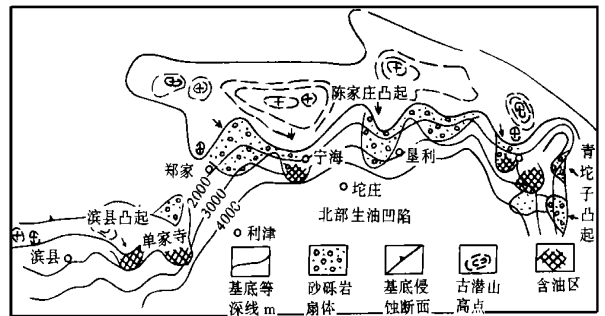 陈家庄凸起
郑家
宁海
垦利
青坨子凸起
2000
3000
4000
坨庄
滨县凸起
北部生油凹陷
单家寺
利津
滨县
基底等深线 m
砂砾岩扇体
基底侵蚀断面
古潜山高点
含油区